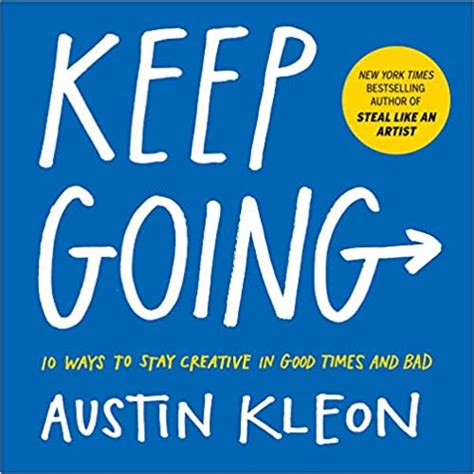 KEEP
GOING
NEW YORK TIMES
BESTSELLING
AUTHOR OF
STEAL LIKE AN
ARTIST
10 WAYS TO STAY CREATIVE IN GOOD TIMES AND BAD
AUSTIN KLEON